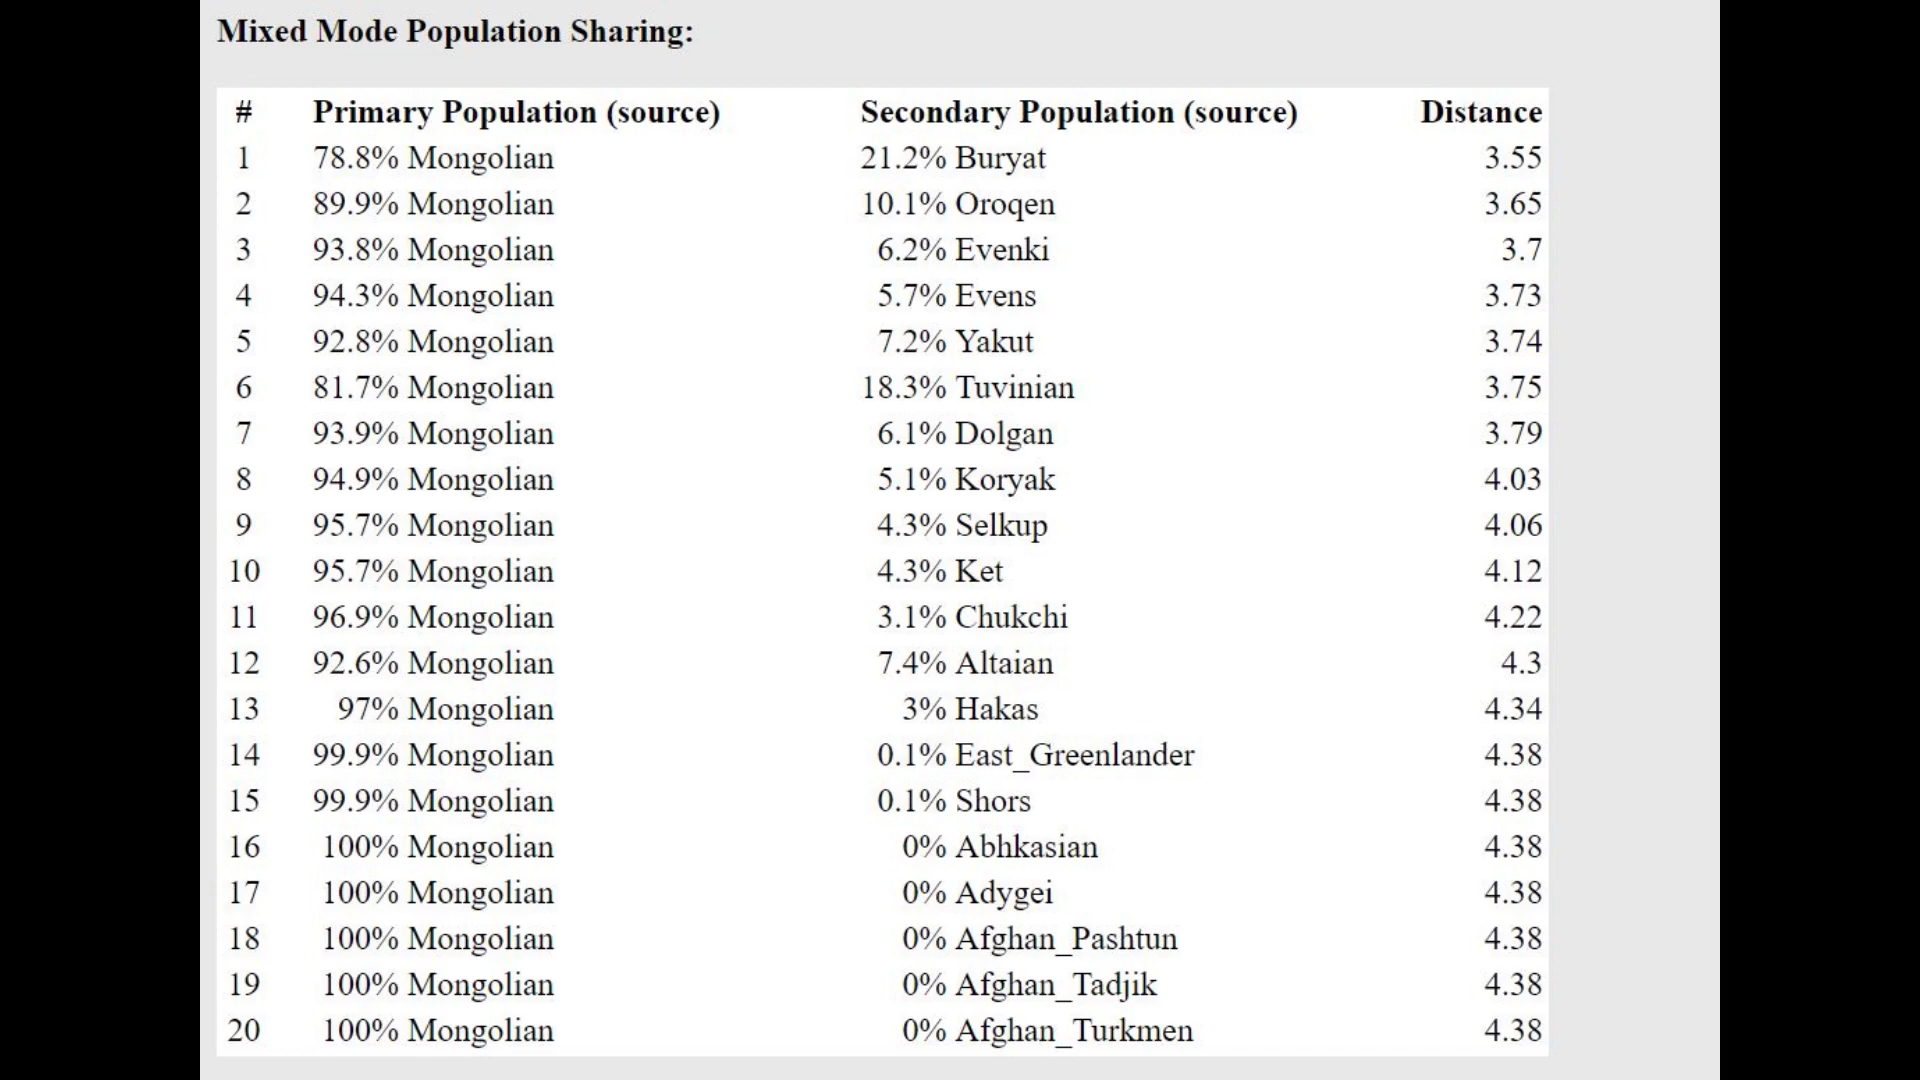 Mixed Mode Population Sharing:
# Primary Population (source) Secondary Population (source) Distance
1 78.8% Mongolian 21.2% Buryat 3.55
2 89.9% Mongolian 10.1% Oroqen 3.65
3 93.8% Mongolian 6.2% Evenki 3.7
4 94.3% Mongolian 5.7% Evens 3.73
5 92.8% Mongolian 7.2% Yakut 3.74
6 81.7% Mongolian 18.3% Tuvinian 3.75
7 93.9% Mongolian 6.1% Dolgan 3.79
8 94.9% Mongolian 5.1% Koryak 4.03
9 95.7% Mongolian 4.3% Selkup 4.06
10 95.7% Mongolian 4.3% Ket 4.12
11 96.9% Mongolian 3.1% Chukchi 4.22
12 92.6% Mongolian 7.4% Altaian 4.3
13 97% Mongolian 3% Hakas 4.34
14 99.9% Mongolian 0.1% East_Greenlander 4.38
15 99.9% Mongolian 0.1% Shors 4.38
16 100% Mongolian 0% Abhkasian 4.38
17 100% Mongolian 0% Adygei 4.38
18 100% Mongolian 0% Afghan_Pashtun 4.38
19 100% Mongolian 0% Afghan_Tadjik 4.38
20 100% Mongolian 0% Afghan_Turkmen 4.38